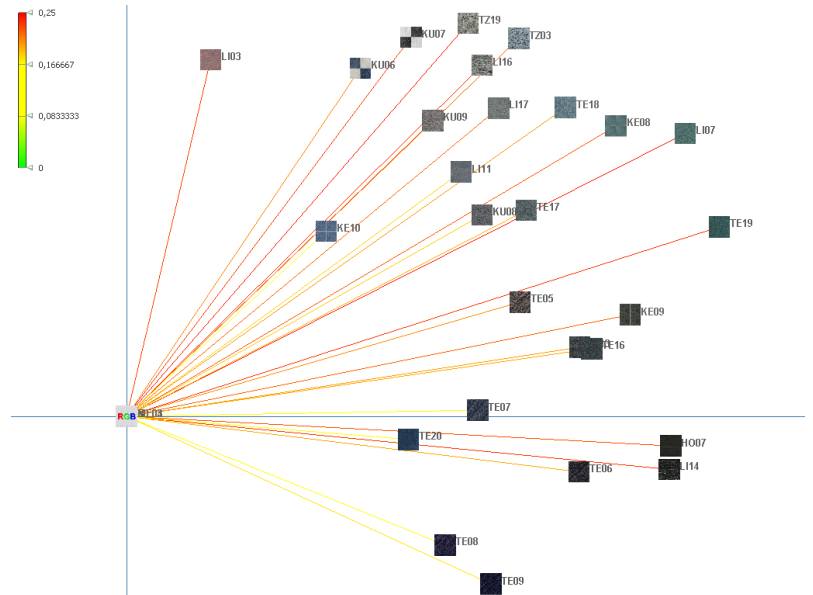 0,25
0,166667
0,083333
0
TZ19
KU07
TZ03
LI03
KU06
LI16
LI17
TE18
KU09
KE08
LI07
LI11
KU08
TE17
KE10
TE19
TE05
KE09
TE16
RGB
TE07
TE20
HO07
LI14
TE06
TE08
TE09